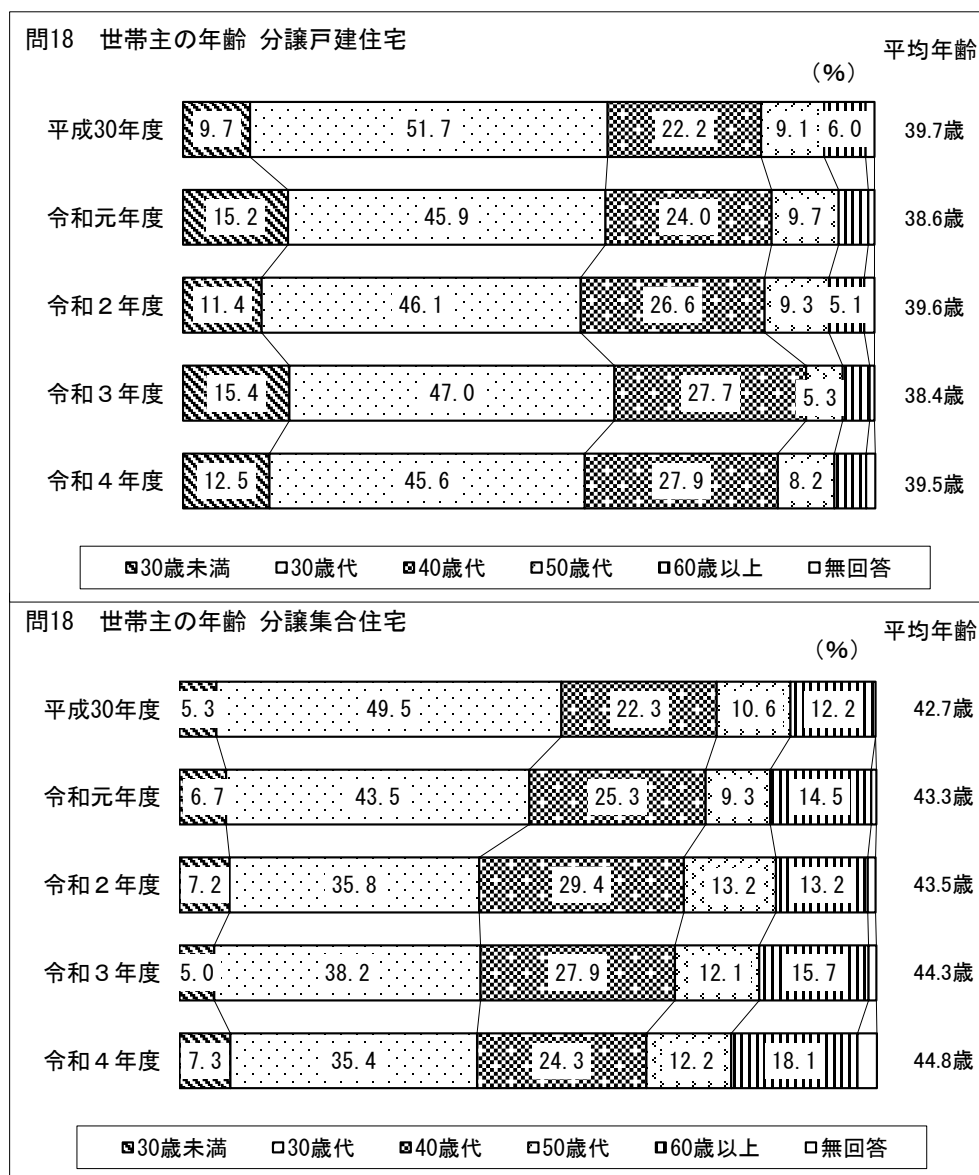 問18 世帯主の年齢 分譲戸建住宅
平均年齢
(%)
平成30年度 9.7 51.7 22.2 9.1 6.0 39.7歳
令和元年度 15.2 45.9 24.0 9.7 38.6歳
令和2年度 11.4 46.1 26.6 9.3 5.1 39.6歳
令和3年度 15.4 47.0 27.7 5.3 38.4歳
令和4年度 12.5 45.6 27.9 8.2 39.5歳
30歳未満 30歳代 40歳代 50歳代 60歳以上 無回答
問18 世帯主の年齢 分譲集合住宅
平均年齢
(%)
平成30年度 5.3 49.5 22.3 10.6 12.2 42.7歳
令和元年度 6.7 43.5 25.3 9.3 14.5 43.3歳
令和2年度 7.2 35.8 29.4 13.2 13.2 43.5歳
令和3年度 5.0 38.2 27.9 12.1 15.7 44.3歳
令和4年度 7.3 35.4 24.3 12.2 18.1 44.8歳
30歳未満 30歳代 40歳代 50歳代 60歳以上 無回答